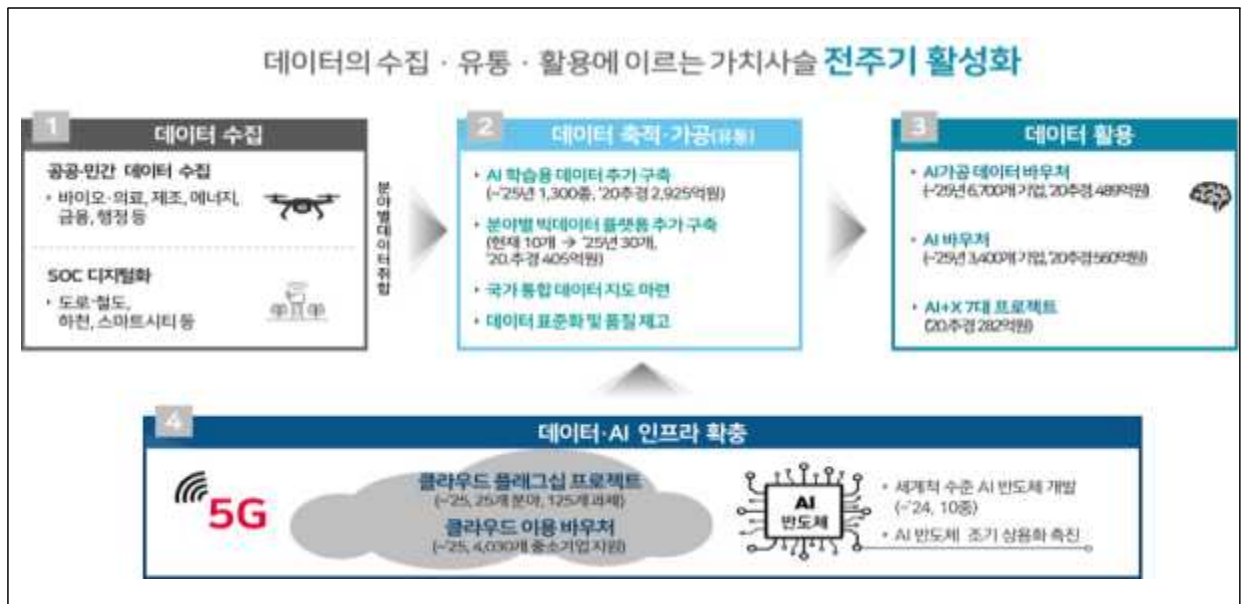 데이터의 수집 · 유통 · 활용에 이르는 가치사슬 전주기 활성화
1
데이터 수집
공공·민간 데이터 수집
• 바이오·의료, 제조, 에너지,
금융, 행정 등
SOC 디지털화
• 도로·철도,
하천, 스마트시티 등
분야별데이터취합
2
데이터 축적·가공(유통)
• AI 학습용 데이터 추가 구축
(~'25년 1,300종, '20추경 2,925억원)
• 분야별 빅데이터 플랫폼 추가 구축
(현재 10개 → '25년 30개,
'20.추경 405억원)
• 국가 통합 데이터 지도 마련
• 데이터 표준화 및 품질 제고
3
데이터 활용
• AI가공 데이터 바우처
(~'25년 6,700개 기업, '20추경 489억원)
• AI 바우처
(~'25년 3,400개 기업, '20추경 560억원)
• AI+X 7대 프로젝트
('20.추경 282억원)
4
데이터·AI 인프라 확충
5G
클라우드 플래그십 프로젝트
(~'25, 25개 분야, 125개 과제)
클라우드 이용 바우처
(~'25, 4,030개 중소기업 지원)
AI
반도체
• 세계적 수준 AI 반도체 개발
(~'24, 10종)
• AI 반도체 조기 상용화 촉진